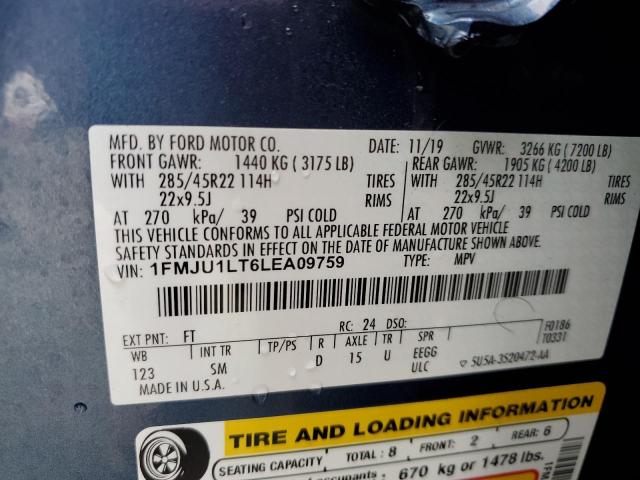 MFD. BY FORD MOTOR CO. DATE: 11/19 GVWR: 3266 KG ( 7200 LB)
FRONT GAWR: 1440 KG ( 3175 LB) REAR GAWR: 1905 KG ( 4200 LB)
WITH 285/45R22 114H TIRES WITH 285/45R22 114H TIRES
22x9.5J RIMS 22x9.5J RIMS
AT 270 kPa/ 39 PSI COLD AT 270 kPa/ 39 PSI COLD
THIS VEHICLE CONFORMS TO ALL APPLICABLE FEDERAL MOTOR VEHICLE
SAFETY STANDARDS IN EFFECT ON THE DATE OF MANUFACTURE SHOWN ABOVE.
VIN: 1FMJU1LT6LEA09759 TYPE: MPV
F0186
T0331
EXT PNT: FT RC: 24 DSO:
WB INT TR TP/PS R AXLE TR SPR
123 SM D 15 U EEGG
ULC
MADE IN U.S.A. 5U5A-3520472-AA
TIRE AND LOADING INFORMATION
SEATING CAPACITY TOTAL : 8 FRONT: 2 REAR: 6
occupants 670 kg or 1478 lbs.
1FM